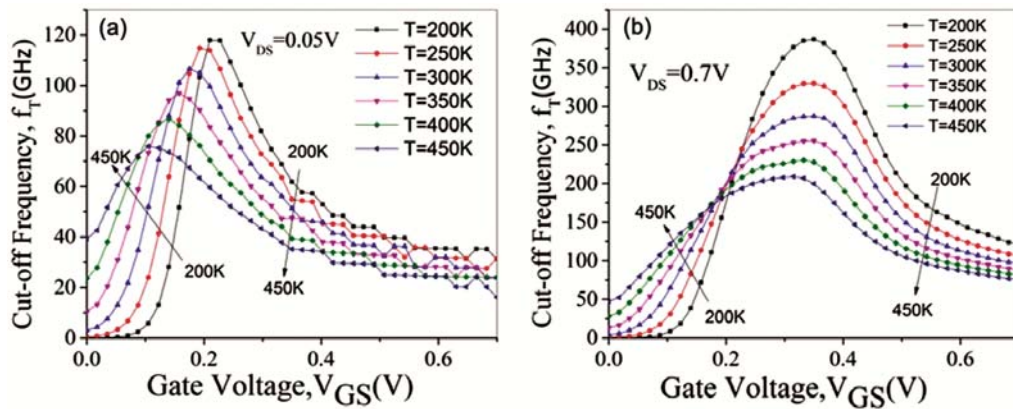 (a)
V_DS=0.05V
T=200K
T=250K
T=300K
T=350K
T=400K
T=450K
450K
200K
200K
450K
120
100
80
60
40
20
0
0.0 0.2 0.4 0.6
Cut-off Frequency, f_T(GHz)
Gate Voltage,V_GS(V)
(b)
V_DS=0.7V
T=200K
T=250K
T=300K
T=350K
T=400K
T=450K
450K
200K
200K
450K
400
350
300
250
200
150
100
50
0
0.0 0.2 0.4 0.6
Cut-off Frequency, f_T(GHz)
Gate Voltage,V_GS(V)